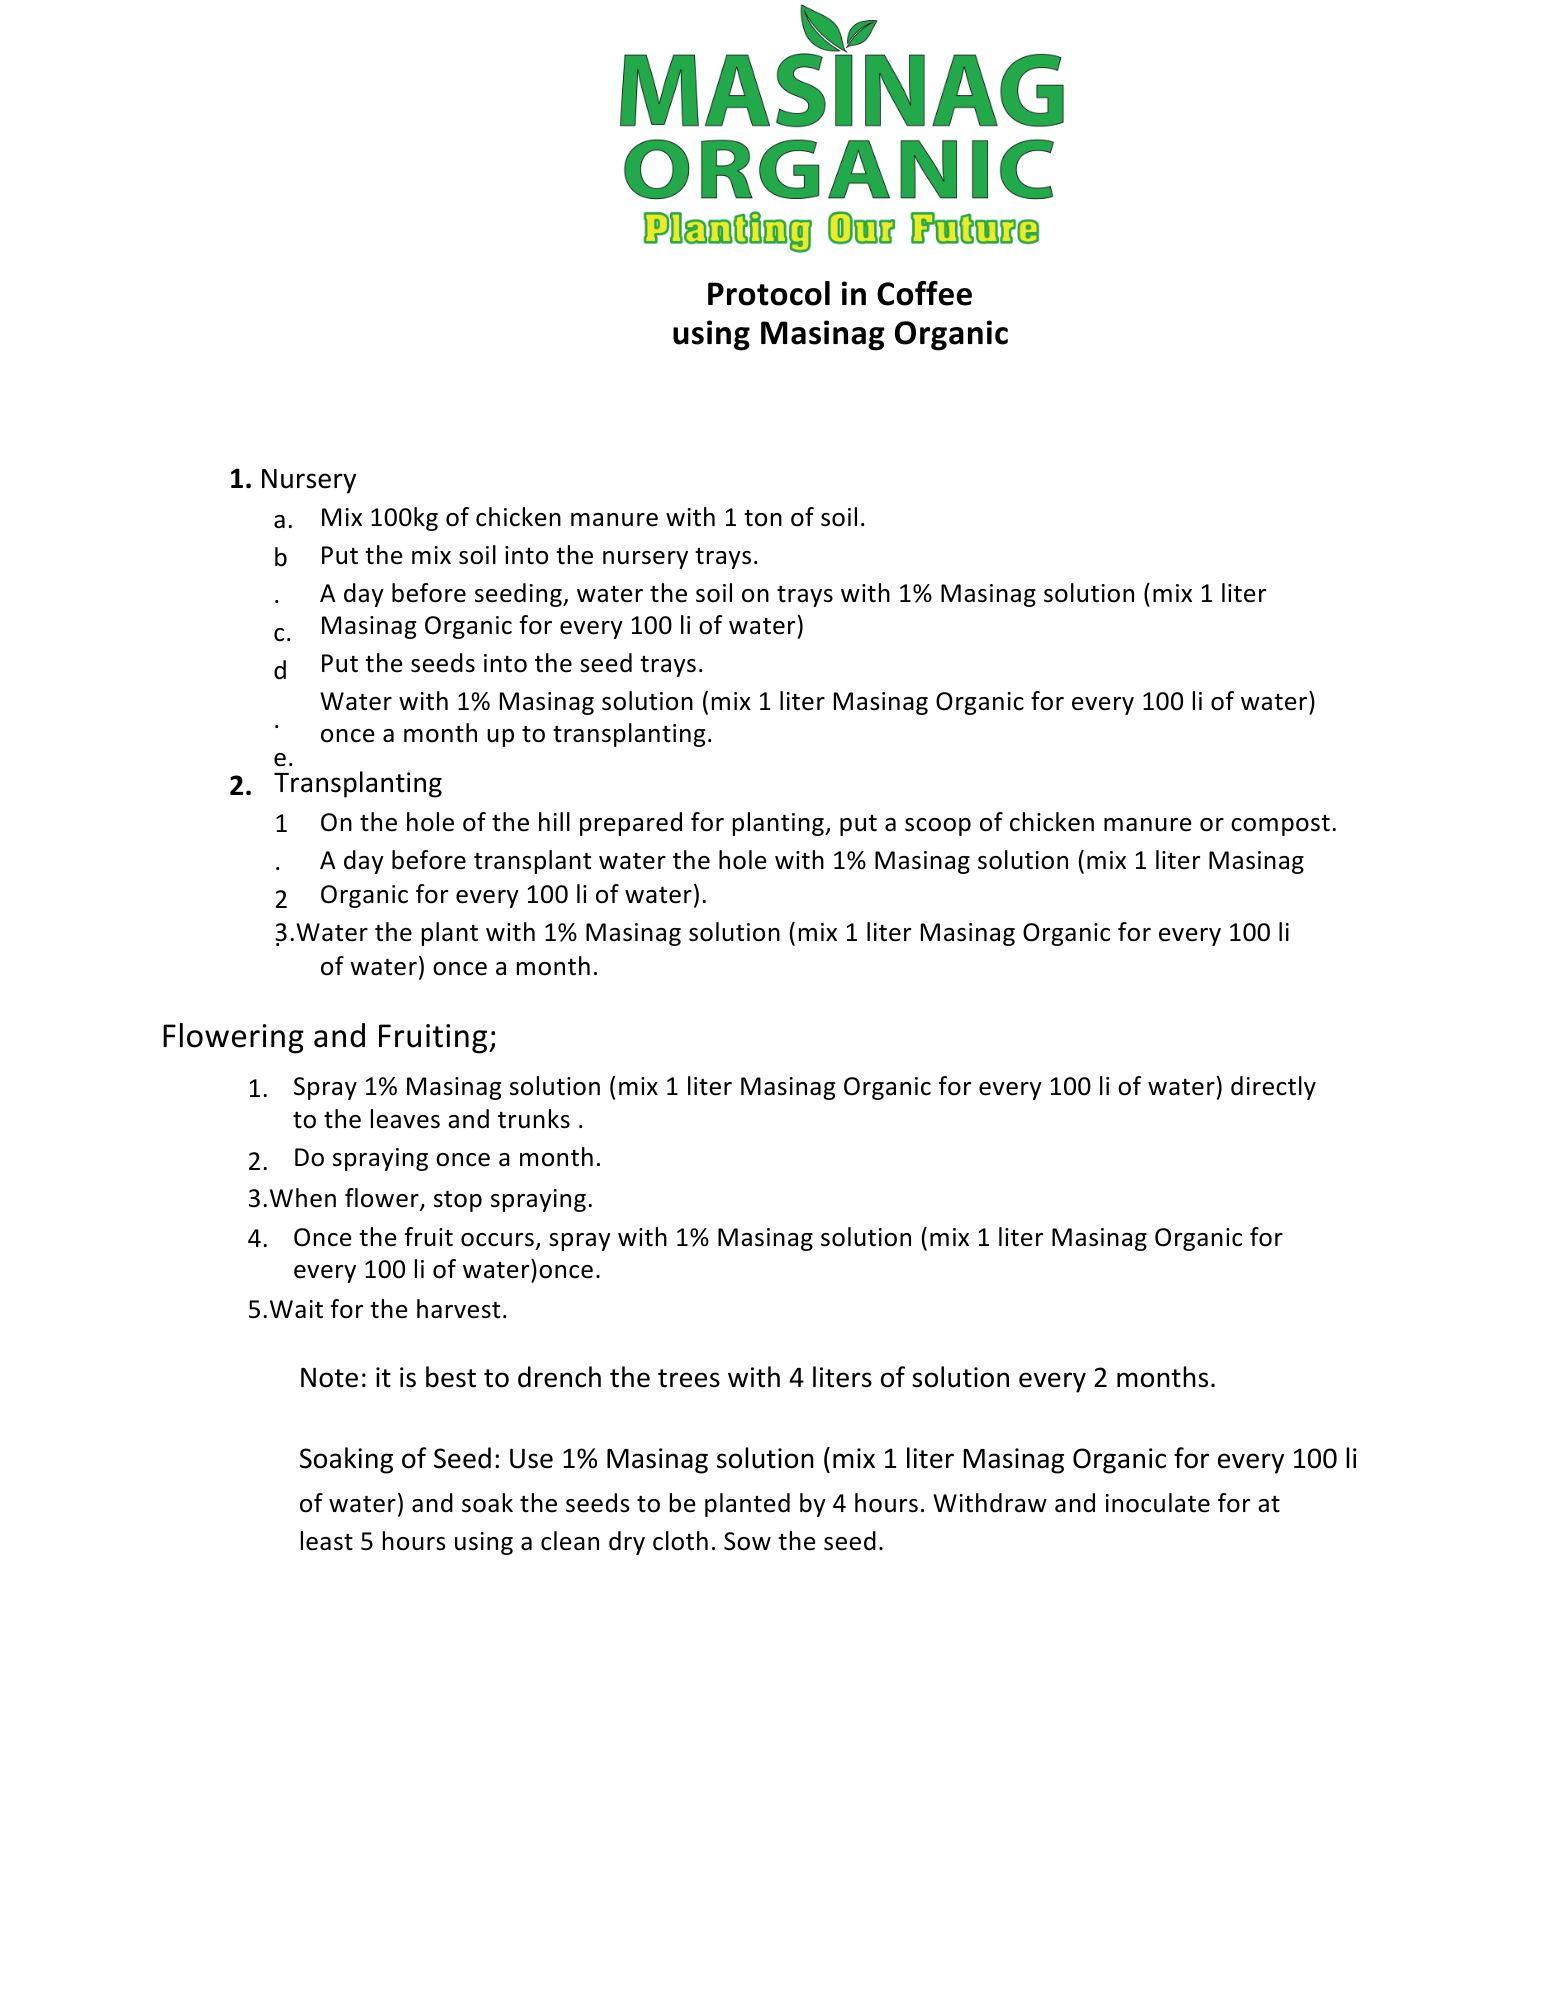 MASINAG
ORGANIC
Planting Our Future
Protocol in Coffee
using Masinag Organic
1. Nursery
a. Mix 100kg of chicken manure with 1 ton of soil.
b Put the mix soil into the nursery trays.
. A day before seeding, water the soil on trays with 1% Masinag solution (mix 1 liter
c. Masinag Organic for every 100 li of water)
d Put the seeds into the seed trays.
Water with 1% Masinag solution (mix 1 liter Masinag Organic for every 100 li of water)
. once a month up to transplanting.
e.
2. Transplanting
1 On the hole of the hill prepared for planting, put a scoop of chicken manure or compost.
. A day before transplant water the hole with 1% Masinag solution (mix 1 liter Masinag
2 Organic for every 100 li of water).
.
3.Water the plant with 1% Masinag solution (mix 1 liter Masinag Organic for every 100 li
of water) once a month.
Flowering and Fruiting;
1. Spray 1% Masinag solution (mix 1 liter Masinag Organic for every 100 li of water) directly
to the leaves and trunks .
2. Do spraying once a month.
3.When flower, stop spraying.
4. Once the fruit occurs, spray with 1% Masinag solution (mix 1 liter Masinag Organic for
every 100 li of water)once.
5.Wait for the harvest.
Note: it is best to drench the trees with 4 liters of solution every 2 months.
Soaking of Seed: Use 1% Masinag solution (mix 1 liter Masinag Organic for every 100 li
of water) and soak the seeds to be planted by 4 hours. Withdraw and inoculate for at
least 5 hours using a clean dry cloth. Sow the seed.